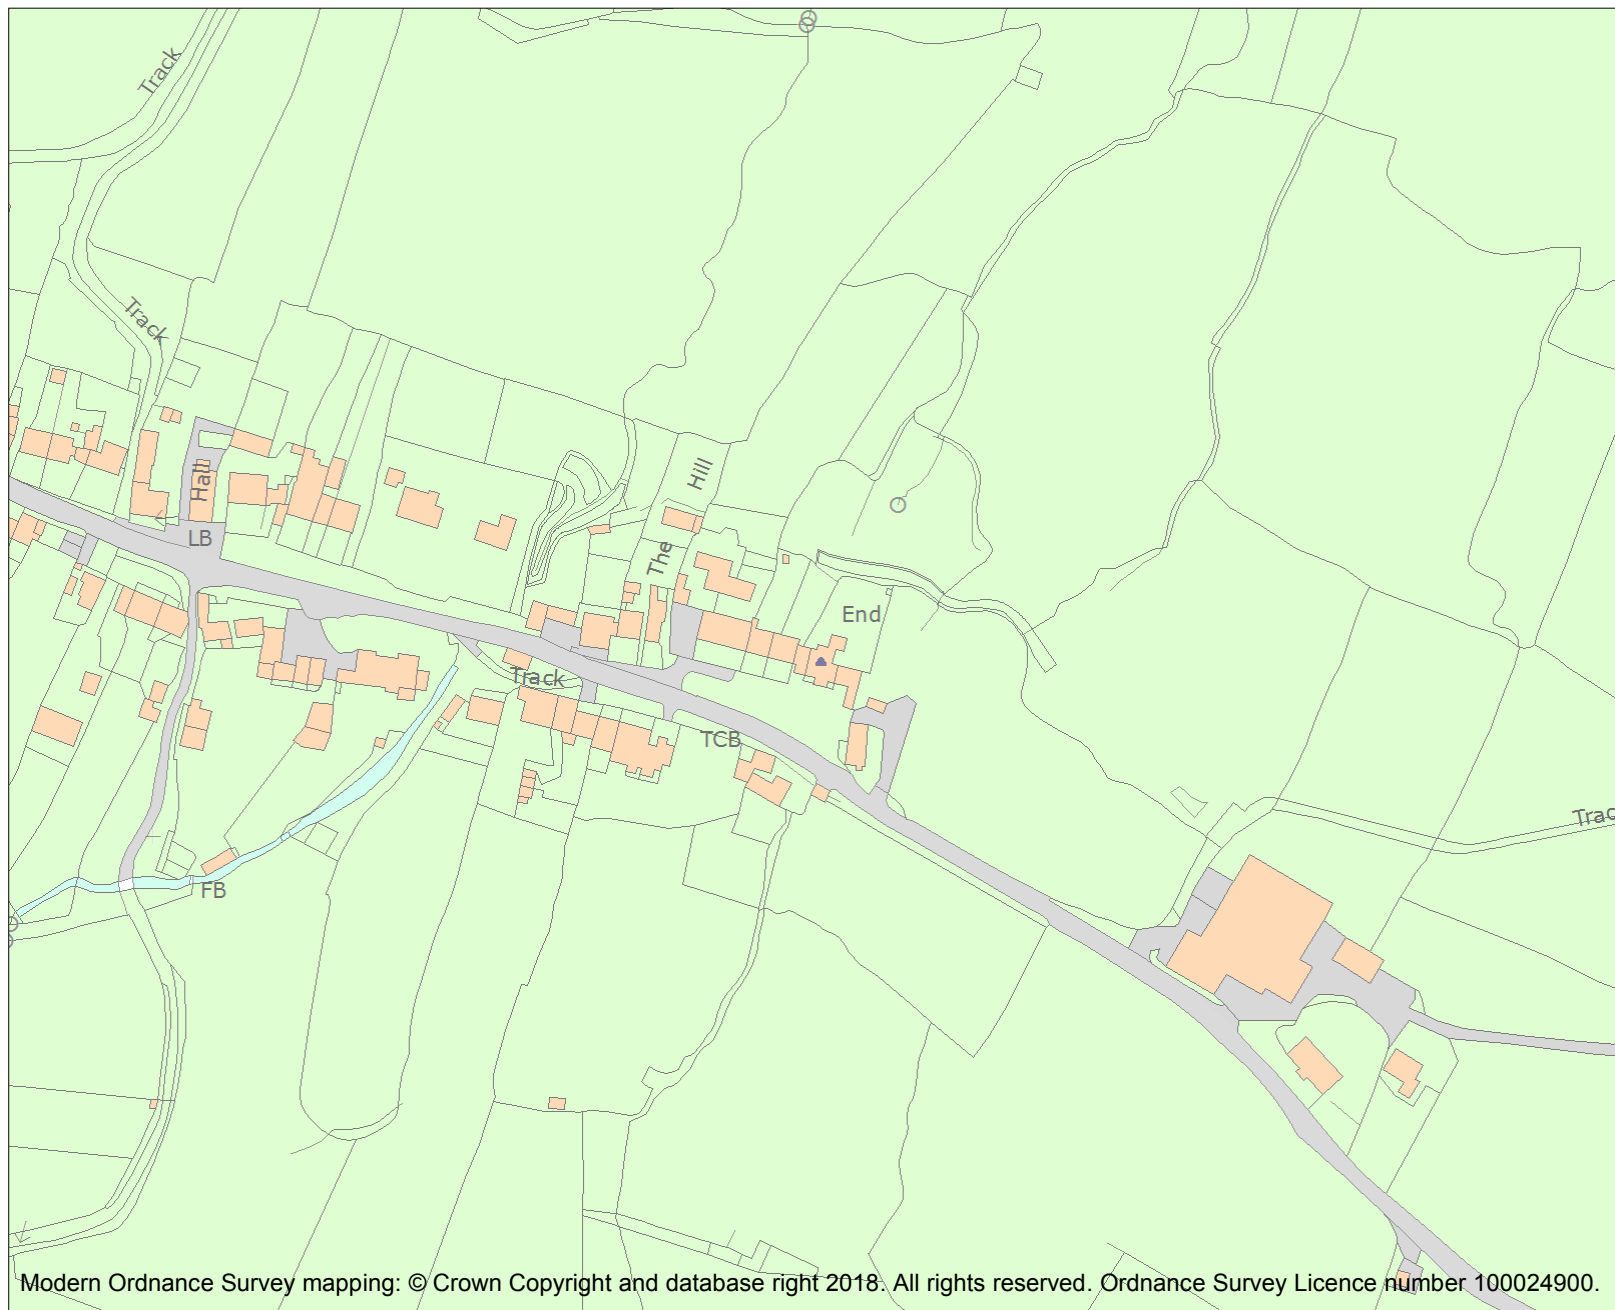 Track
Track
Hall
Hill
LB
The
End
Track
TCB
Trac
FB
Modern Ordnance Survey mapping: © Crown Copyright and database right 2018. All rights reserved. Ordnance Survey Licence number 100024900.